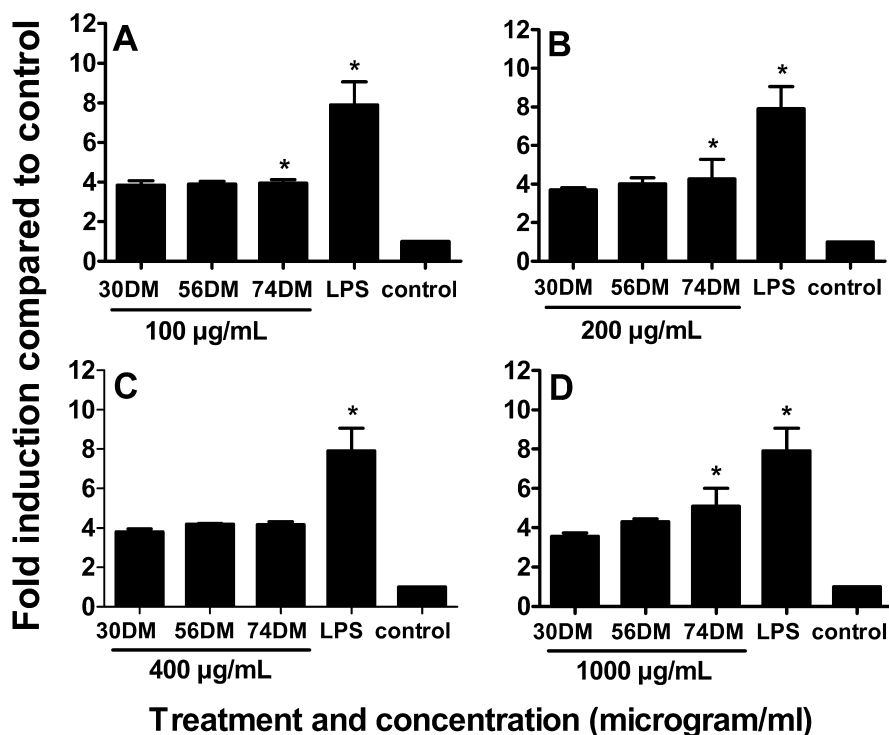 Fold induction compared to control
A
12
10
8
6
4
2
0
*
*
30DM 56DM 74DM LPS control
100 µg/mL
B
12
10
8
6
4
2
0
*
*
30DM 56DM 74DM LPS control
200 µg/mL
C
12
10
8
6
4
2
0
*
30DM 56DM 74DM LPS control
400 µg/mL
D
12
10
8
6
4
2
0
*
*
30DM 56DM 74DM LPS control
1000 µg/mL
Treatment and concentration (microgram/ml)